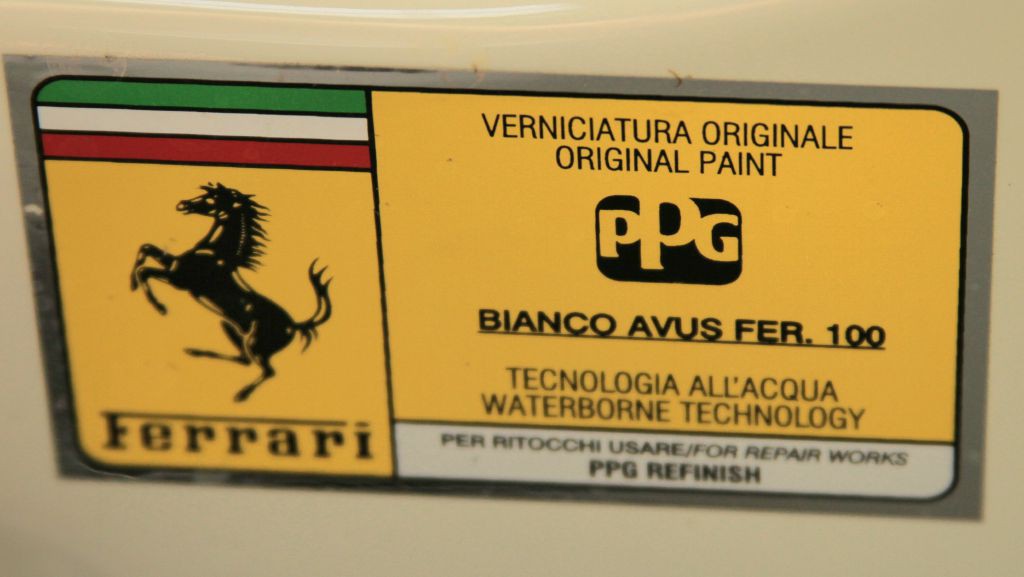 VERNICIATURA ORIGINALE
ORIGINAL PAINT
PPG
BIANCO AVUS FER. 100
TECNOLOGIA ALL'ACQUA
WATERBORNE TECHNOLOGY
Ferrari
PER RITOCCHI USARE/FOR REPAIR WORKS
PPG REFINISH